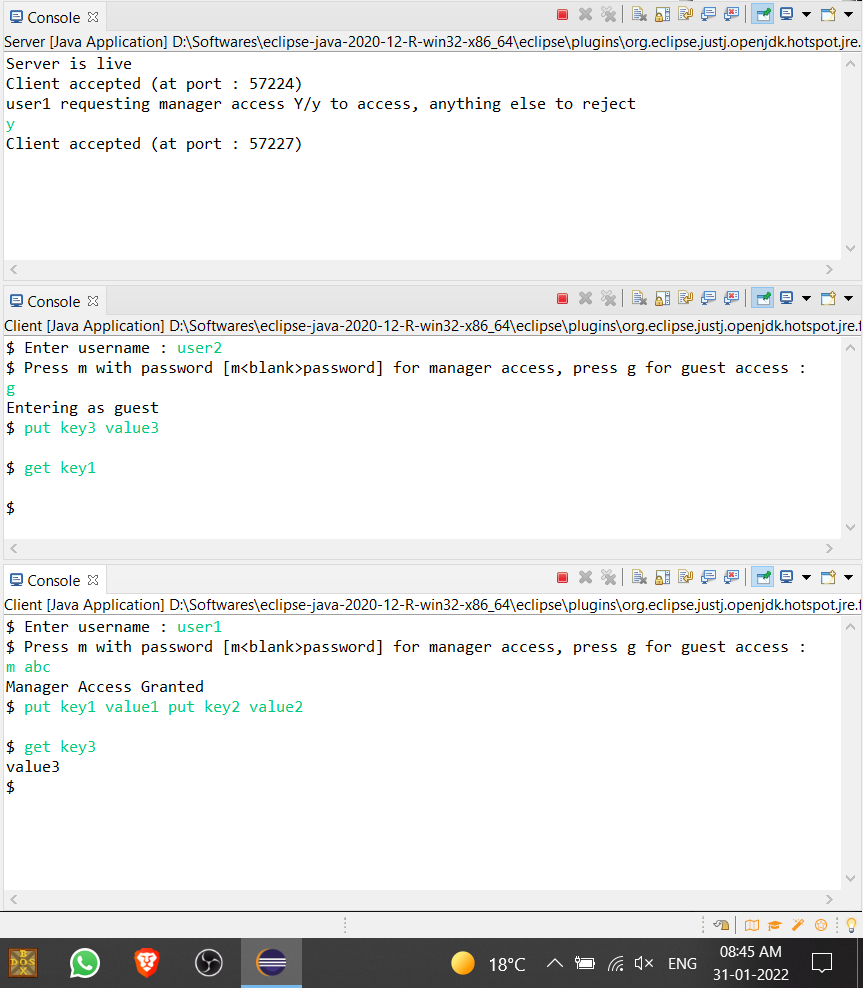 Console
Server [Java Application] D:\Softwares\eclipse-java-2020-12-R-win32-x86_64\eclipse\plugins\org.eclipse.justj.openjdk.hotspot.jre.
Server is live
Client accepted (at port : 57224)
user1 requesting manager access Y/y to access, anything else to reject
y
Client accepted (at port : 57227)
Console
Client [Java Application] D:\Softwares\eclipse-java-2020-12-R-win32-x86_64\eclipse\plugins\org.eclipse.justj.openjdk.hotspot.jre.f
$ Enter username : user2
$ Press m with password [m<blank>password] for manager access, press g for guest access :
g
Entering as guest
$ put key3 value3
$ get key1
$
Console
Client [Java Application] D:\Softwares\eclipse-java-2020-12-R-win32-x86_64\eclipse\plugins\org.eclipse.justj.openjdk.hotspot.jre.f
$ Enter username : user1
$ Press m with password [m<blank>password] for manager access, press g for guest access :
m abc
Manager Access Granted
$ put key1 value1 put key2 value2
$ get key3
value3
$
DOS BOX
18°C
ENG
08:45 AM
31-01-2022